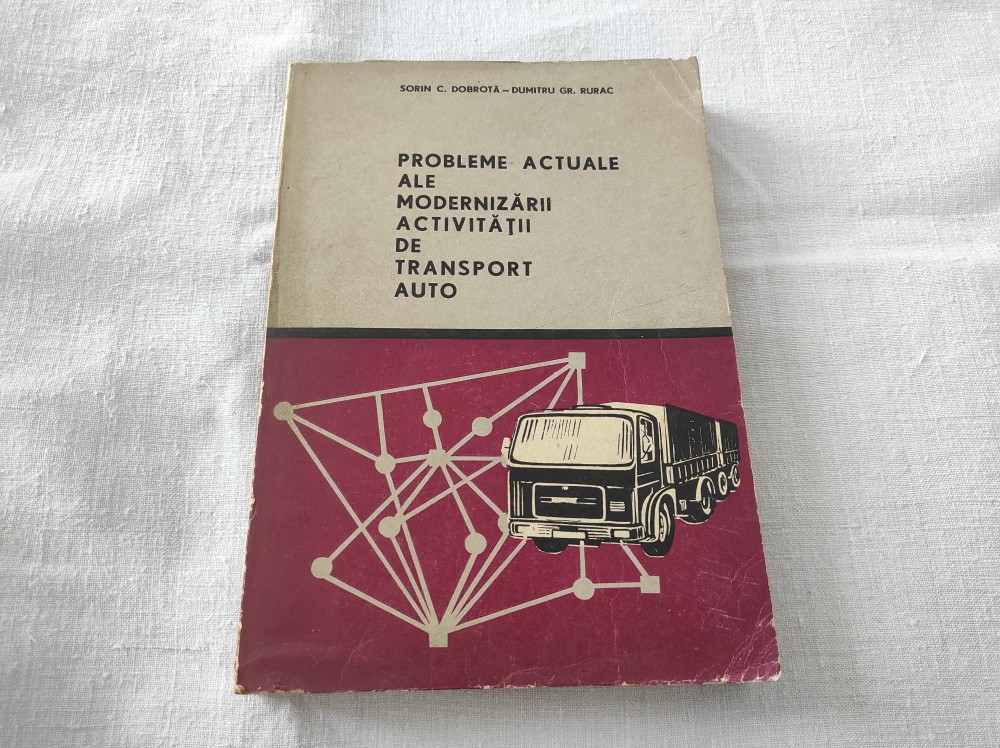 SORIN C. DOBROTĂ – DUMITRU GR. RURAC
PROBLEME ACTUALE
ALE
MODERNIZĂRII
ACTIVITĂŢII
DE
TRANSPORT
AUTO